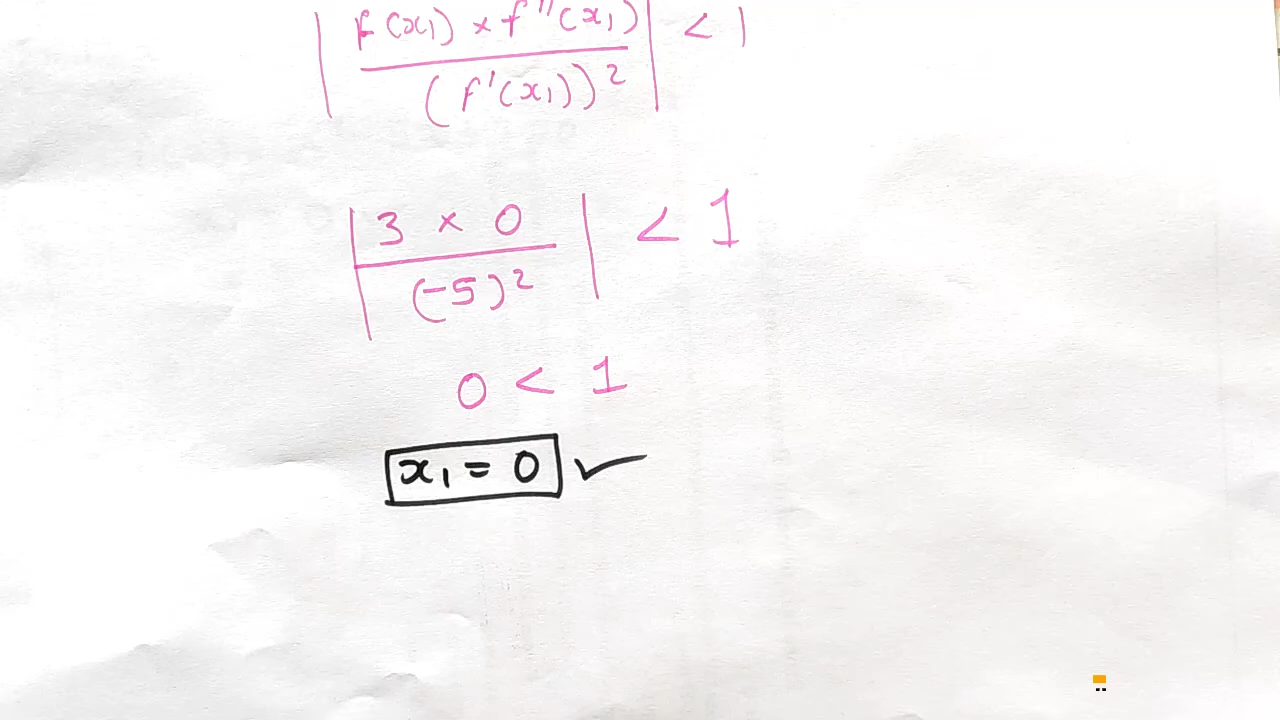 | f(x₁) × f''(x₁) / (f'(x₁))² | < 1
| 3 × 0 / (-5)² | < 1
0 < 1
x₁ = 0 ✓